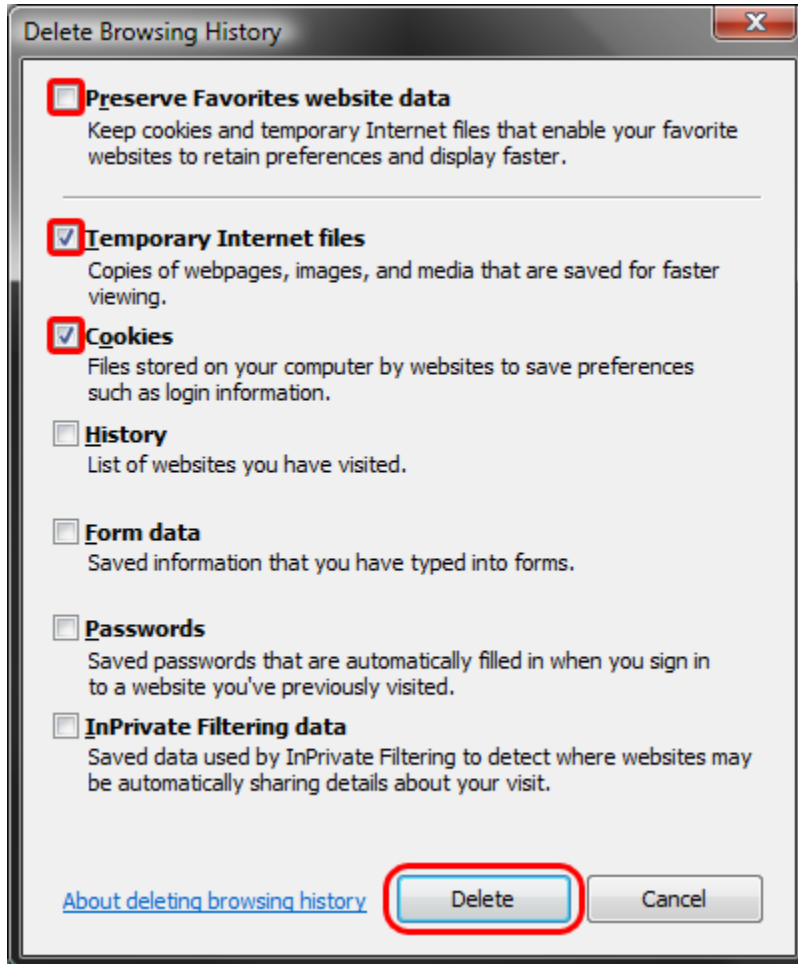 Delete Browsing History
Preserve Favorites website data
Keep cookies and temporary Internet files that enable your favorite
websites to retain preferences and display faster.
Temporary Internet files
Copies of webpages, images, and media that are saved for faster
viewing.
Cookies
Files stored on your computer by websites to save preferences
such as login information.
History
List of websites you have visited.
Form data
Saved information that you have typed into forms.
Passwords
Saved passwords that are automatically filled in when you sign in
to a website you've previously visited.
InPrivate Filtering data
Saved data used by InPrivate Filtering to detect where websites may
be automatically sharing details about your visit.
About deleting browsing history Delete Cancel